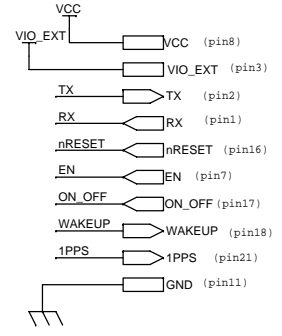 VCC
VIO_EXT
VCC (pin8)
VIO_EXT (pin3)
TX TX (pin2)
RX RX (pin1)
nRESET nRESET (pin16)
EN EN (pin7)
ON_OFF ON_OFF (pin17)
WAKEUP WAKEUP (pin18)
1PPS 1PPS (pin21)
GND (pin11)